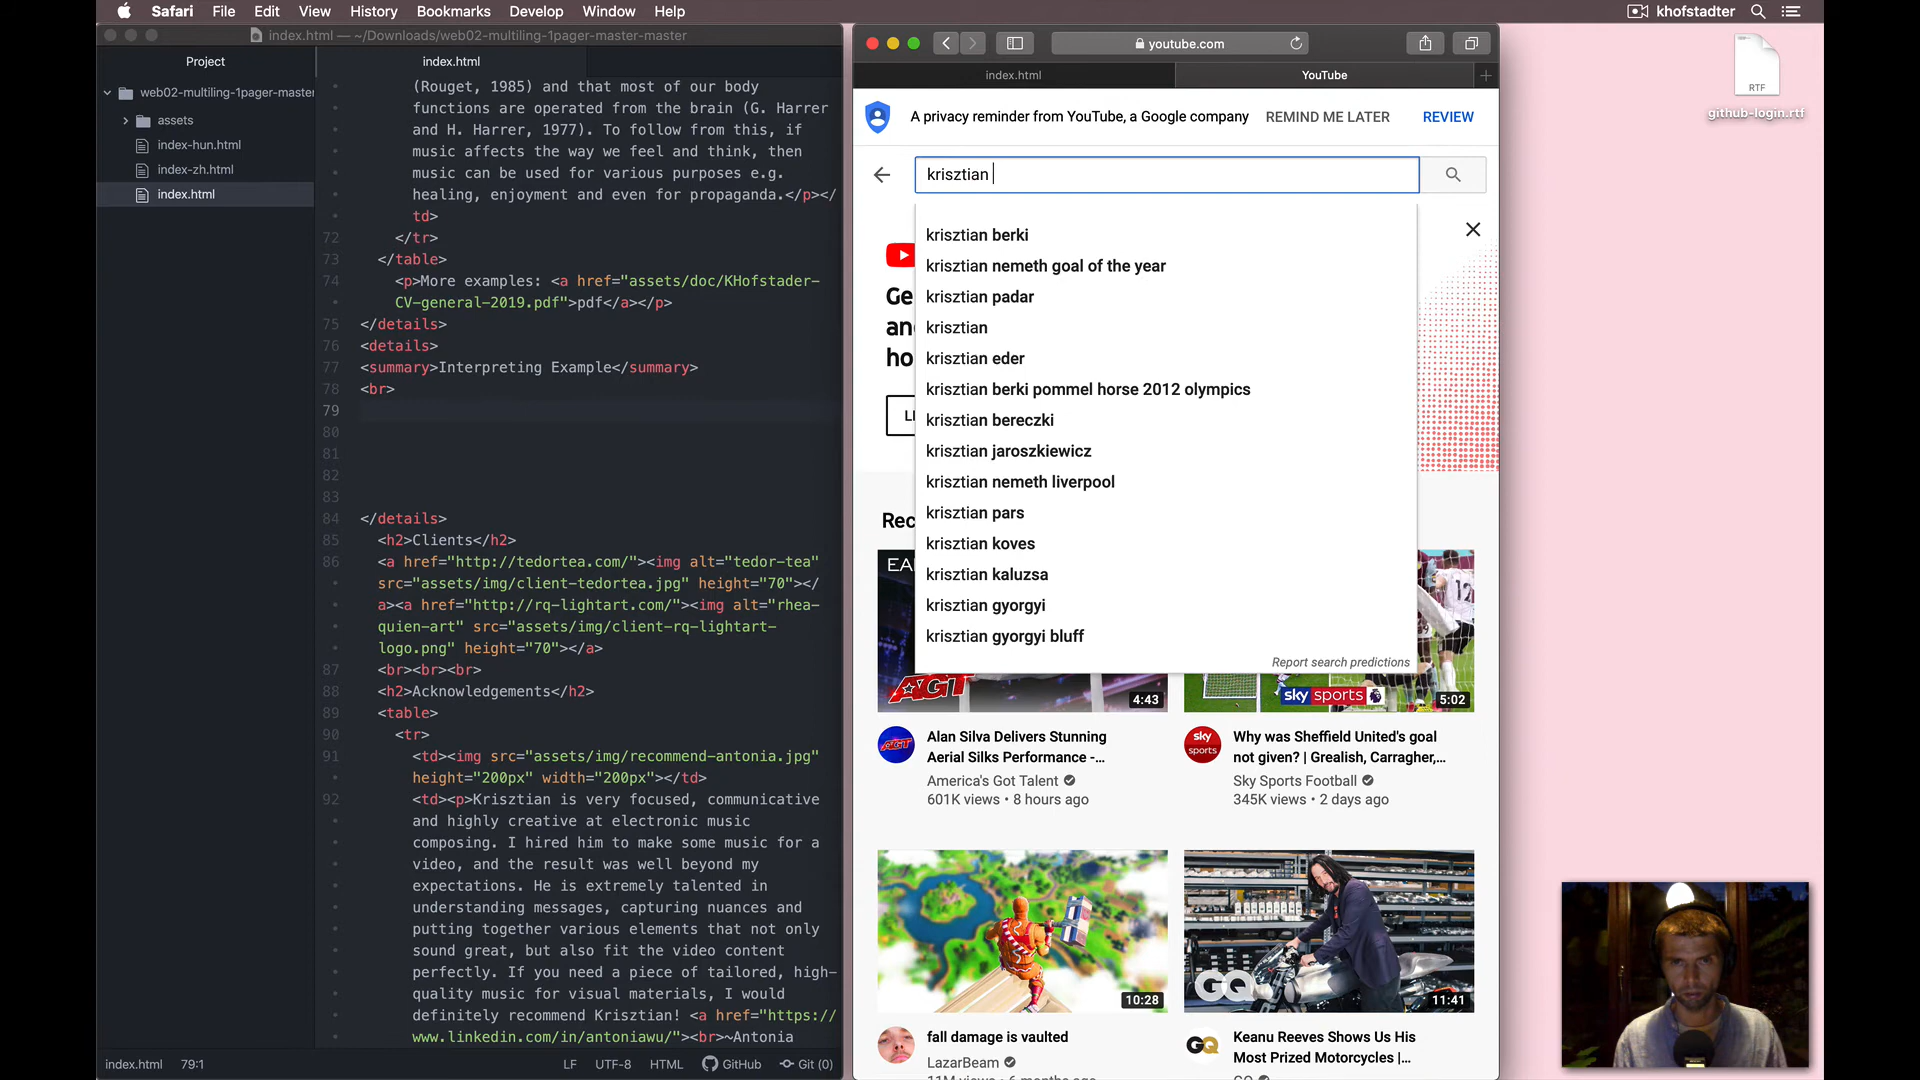 Safari File Edit View History Bookmarks Develop Window Help
khofstadter
index.html — ~/Downloads/web02-multiling-1pager-master-master
Project
web02-multiling-1pager-master
assets
index-hun.html
index-zh.html
index.html
index.html
(Rouget, 1985) and that most of our body
functions are operated from the brain (G. Harrer
and H. Harrer, 1977). To follow from this, if
music affects the way we feel and think, then
music can be used for various purposes e.g.
healing, enjoyment and even for propaganda.</p></
td>
72 </tr>
73 </table>
74 <p>More examples: <a href="assets/doc/KHofstader-
CV-general-2019.pdf">pdf</a></p>
75 </details>
76 <details>
77 <summary>Interpreting Example</summary>
78 <br>
79
80
81
82
83
84 </details>
85 <h2>Clients</h2>
86 <a href="http://tedortea.com/"><img alt="tedor-tea"
src="assets/img/client-tedortea.jpg" height="70"></
a><a href="http://rq-lightart.com/"><img alt="rhea-
quien-art" src="assets/img/client-rq-lightart-
logo.png" height="70"></a>
87 <br><br><br>
88 <h2>Acknowledgements</h2>
89 <table>
90 <tr>
91 <td><img src="assets/img/recommend-antonia.jpg"
height="200px" width="200px"></td>
92 <td><p>Krisztian is very focused, communicative
and highly creative at electronic music
composing. I hired him to make some music for a
video, and the result was well beyond my
expectations. He is extremely talented in
understanding messages, capturing nuances and
putting together various elements that not only
sound great, but also fit the video content
perfectly. If you need a piece of tailored, high-
quality music for visual materials, I would
definitely recommend Krisztian! <a href="https://
www.linkedin.com/in/antoniawu/"><br>~Antonia
index.html 79:1 LF UTF-8 HTML GitHub Git (0)
youtube.com
index.html
YouTube
A privacy reminder from YouTube, a Google company REMIND ME LATER REVIEW
krisztian
krisztian berki
krisztian nemeth goal of the year
krisztian padar
krisztian
krisztian eder
krisztian berki pommel horse 2012 olympics
krisztian bereczki
krisztian jaroszkiewicz
krisztian nemeth liverpool
krisztian pars
krisztian koves
krisztian kaluzsa
krisztian gyorgyi
krisztian gyorgyi bluff
Report search predictions
Ge
an
ho
LI
Rec
EA
AGT
4:43
sky sports
5:02
AGT
Alan Silva Delivers Stunning
Aerial Silks Performance -...
America's Got Talent
601K views • 8 hours ago
sky sports
Why was Sheffield United's goal
not given? | Grealish, Carragher,...
Sky Sports Football
345K views • 2 days ago
10:28
GQ
11:41
fall damage is vaulted
LazarBeam
11M views • 6 months ago
GQ
Keanu Reeves Shows Us His
Most Prized Motorcycles |...
GQ
RTF
github-login.rtf